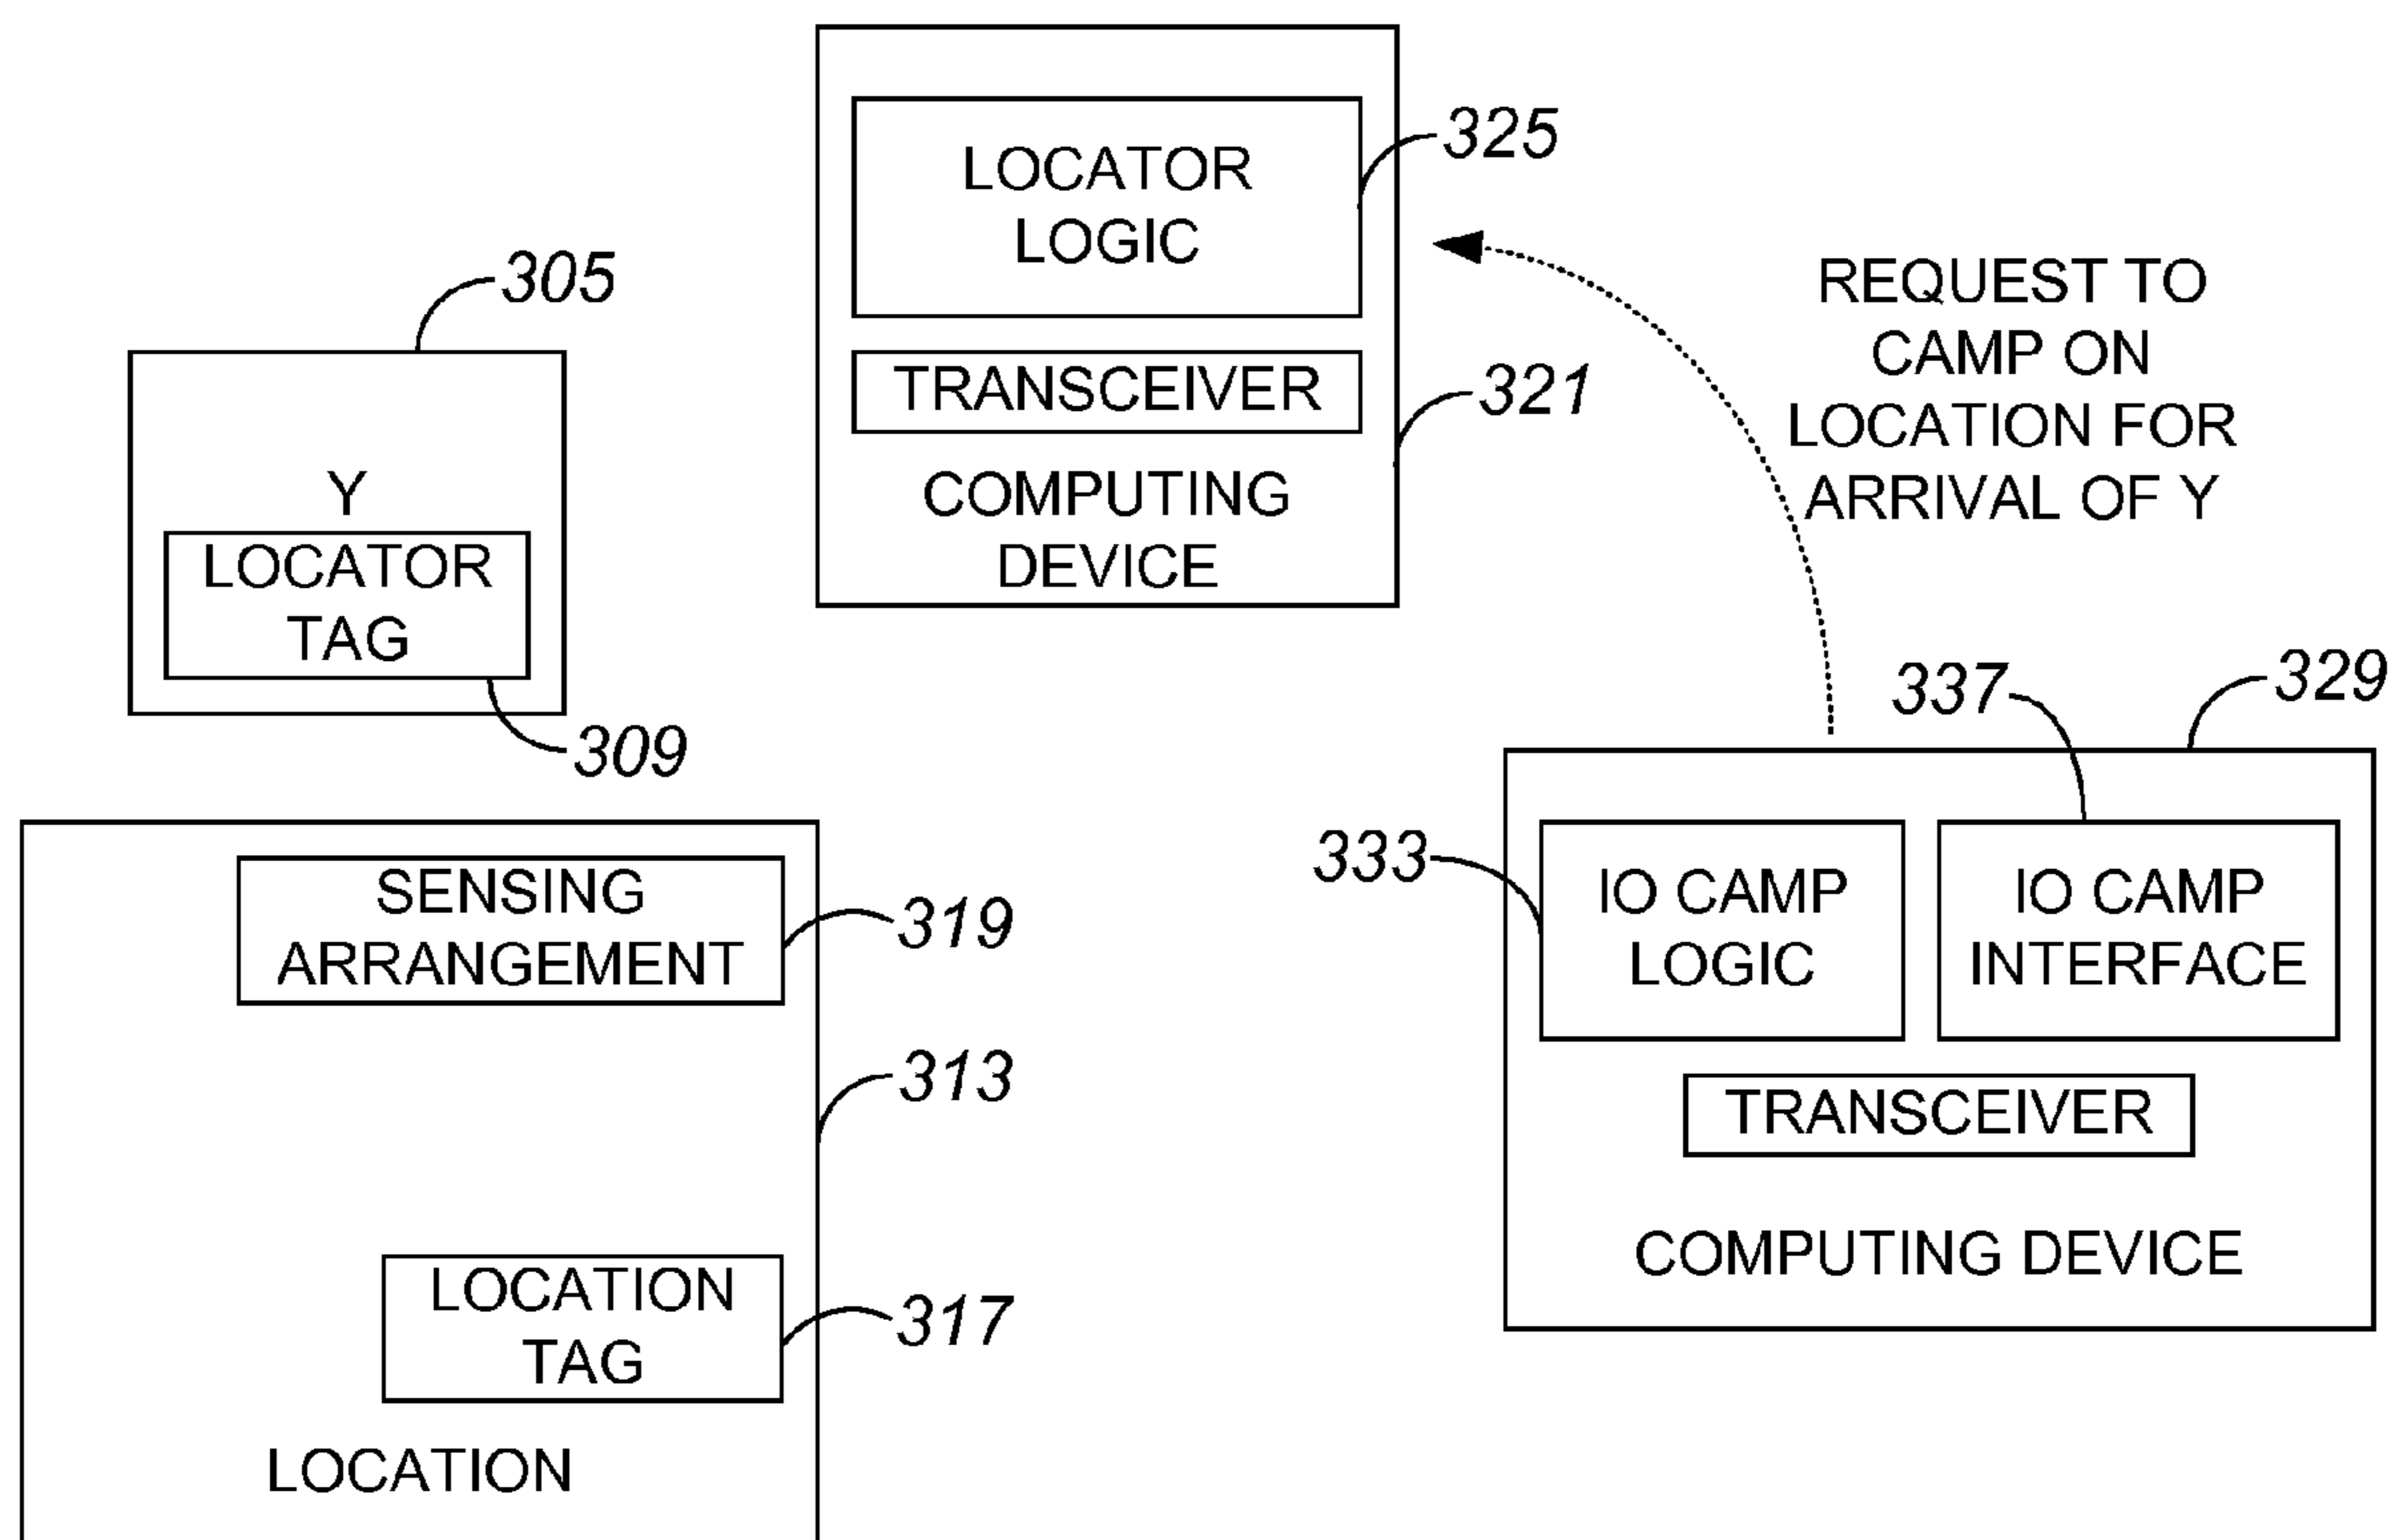 LOCATOR
LOGIC
325
TRANSCEIVER
321
COMPUTING
DEVICE
305
Y
LOCATOR
TAG
309
REQUEST TO
CAMP ON
LOCATION FOR
ARRIVAL OF Y
SENSING
ARRANGEMENT
319
313
LOCATION
TAG
317
LOCATION
337
329
333
IO CAMP
LOGIC
IO CAMP
INTERFACE
TRANSCEIVER
COMPUTING DEVICE